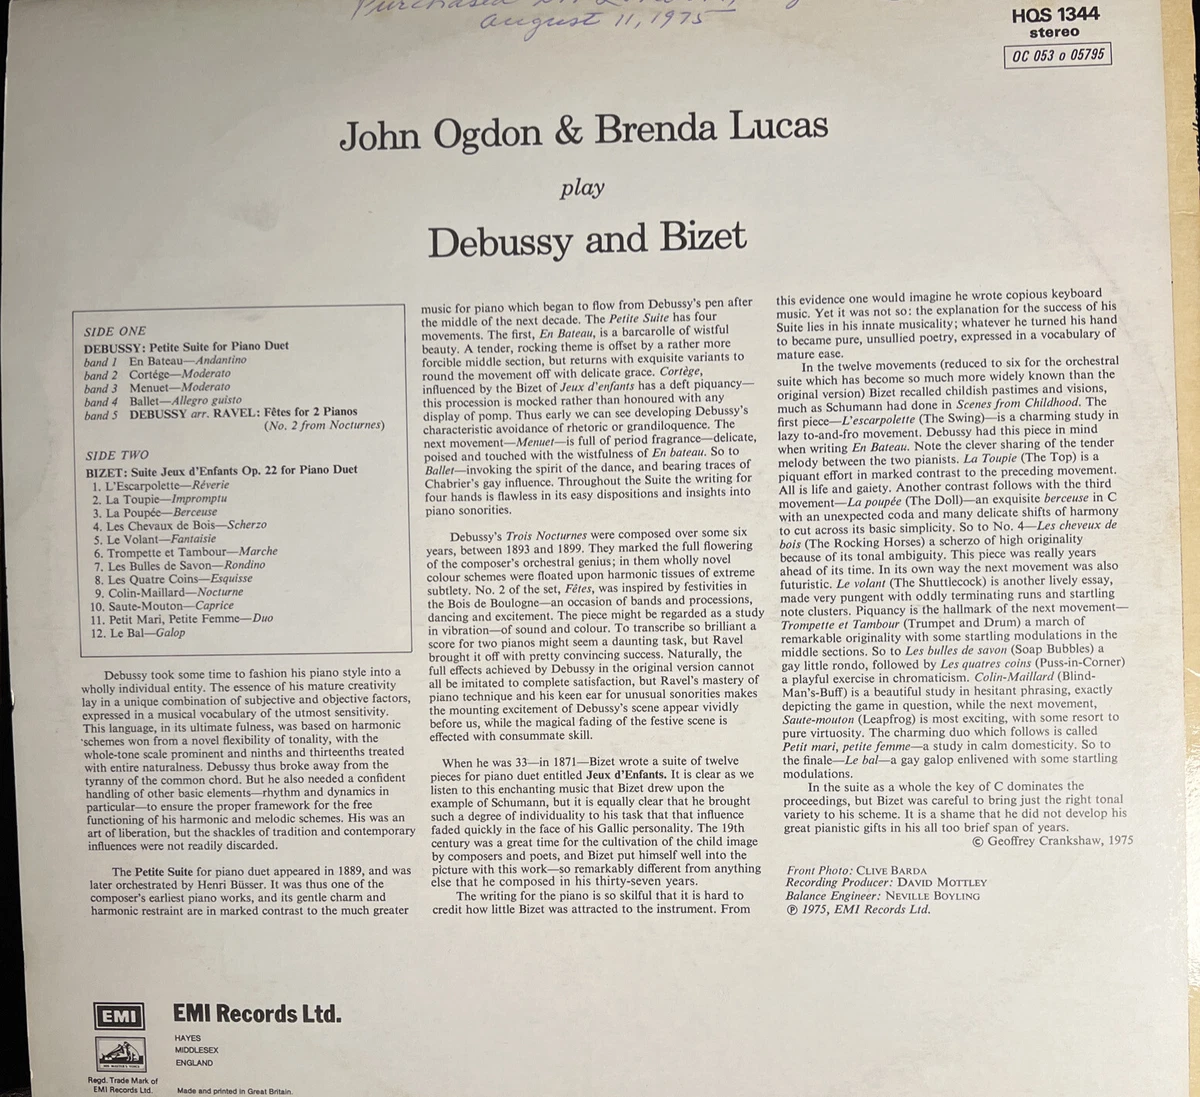 Purchased
August 11, 1975
HQS 1344
stereo
OC 053 o 05795
John Ogdon & Brenda Lucas
play
Debussy and Bizet
SIDE ONE
DEBUSSY: Petite Suite for Piano Duet
band 1 En Bateau—Andantino
band 2 Cortége—Moderato
band 3 Menuet—Moderato
band 4 Ballet—Allegro guisto
band 5 DEBUSSY arr. RAVEL: Fêtes for 2 Pianos
(No. 2 from Nocturnes)
SIDE TWO
BIZET: Suite Jeux d'Enfants Op. 22 for Piano Duet
1. L'Escarpolette—Rêverie
2. La Toupie—Impromptu
3. La Poupée—Berceuse
4. Les Chevaux de Bois—Scherzo
5. Le Volant—Fantaisie
6. Trompette et Tambour—Marche
7. Les Bulles de Savon—Rondino
8. Les Quatre Coins—Esquisse
9. Colin-Maillard—Nocturne
10. Saute-Mouton—Caprice
11. Petit Mari, Petite Femme—Duo
12. Le Bal—Galop
Debussy took some time to fashion his piano style into a
wholly individual entity. The essence of his mature creativity
lay in a unique combination of subjective and objective factors,
expressed in a musical vocabulary of the utmost sensitivity.
This language, in its ultimate fulness, was based on harmonic
schemes won from a novel flexibility of tonality, with the
whole-tone scale prominent and ninths and thirteenths treated
with entire naturalness. Debussy thus broke away from the
tyranny of the common chord. But he also needed a confident
handling of other basic elements—rhythm and dynamics in
particular—to ensure the proper framework for the free
functioning of his harmonic and melodic schemes. His was an
art of liberation, but the shackles of tradition and contemporary
influences were not readily discarded.
The Petite Suite for piano duet appeared in 1889, and was
later orchestrated by Henri Büsser. It was thus one of the
composer's earliest piano works, and its gentle charm and
harmonic restraint are in marked contrast to the much greater
music for piano which began to flow from Debussy's pen after
the middle of the next decade. The Petite Suite has four
movements. The first, En Bateau, is a barcarolle of wistful
beauty. A tender, rocking theme is offset by a rather more
forcible middle section, but returns with exquisite variants to
round the movement off with delicate grace. Cortège,
influenced by the Bizet of Jeux d'enfants has a deft piquancy—
this procession is mocked rather than honoured with any
display of pomp. Thus early we can see developing Debussy's
characteristic avoidance of rhetoric or grandiloquence. The
next movement—Menuet—is full of period fragrance—delicate,
poised and touched with the wistfulness of En bateau. So to
Ballet—invoking the spirit of the dance, and bearing traces of
Chabrier's gay influence. Throughout the Suite the writing for
four hands is flawless in its easy dispositions and insights into
piano sonorities.
Debussy's Trois Nocturnes were composed over some six
years, between 1893 and 1899. They marked the full flowering
of the composer's orchestral genius; in them wholly novel
colour schemes were floated upon harmonic tissues of extreme
subtlety. No. 2 of the set, Fêtes, was inspired by festivities in
the Bois de Boulogne—an occasion of bands and processions,
dancing and excitement. The piece might be regarded as a study
in vibration—of sound and colour. To transcribe so brilliant a
score for two pianos might seem a daunting task, but Ravel
brought it off with pretty convincing success. Naturally, the
full effects achieved by Debussy in the original version cannot
all be imitated to complete satisfaction, but Ravel's mastery of
piano technique and his keen ear for unusual sonorities makes
the mounting excitement of Debussy's scene appear vividly
before us, while the magical fading of the festive scene is
effected with consummate skill.
When he was 33—in 1871—Bizet wrote a suite of twelve
pieces for piano duet entitled Jeux d'Enfants. It is clear as we
listen to this enchanting music that Bizet drew upon the
example of Schumann, but it is equally clear that he brought
such a degree of individuality to his task that that influence
faded quickly in the face of his Gallic personality. The 19th
century was a great time for the cultivation of the child image
by composers and poets, and Bizet put himself well into the
picture with this work—so remarkably different from anything
else that he composed in his thirty-seven years.
The writing for the piano is so skilful that it is hard to
credit how little Bizet was attracted to the instrument. From
this evidence one would imagine he wrote copious keyboard
music. Yet it was not so: the explanation for the success of his
Suite lies in his innate musicality; whatever he turned his hand
to became pure, unsullied poetry, expressed in a vocabulary of
mature ease.
In the twelve movements (reduced to six for the orchestral
suite which has become so much more widely known than the
original version) Bizet recalled childish pastimes and visions,
much as Schumann had done in Scenes from Childhood. The
first piece—L'escarpolette (The Swing)—is a charming study in
lazy to-and-fro movement. Debussy had this piece in mind
when writing En Bateau. Note the clever sharing of the tender
melody between the two pianists. La Toupie (The Top) is a
piquant effort in marked contrast to the preceding movement.
All is life and gaiety. Another contrast follows with the third
movement—La poupée (The Doll)—an exquisite berceuse in C
with an unexpected coda and many delicate shifts of harmony
to cut across its basic simplicity. So to No. 4—Les cheveux de
bois (The Rocking Horses) a scherzo of high originality
because of its tonal ambiguity. This piece was really years
ahead of its time. In its own way the next movement was also
futuristic. Le volant (The Shuttlecock) is another lively essay,
made very pungent with oddly terminating runs and startling
note clusters. Piquancy is the hallmark of the next movement—
Trompette et Tambour (Trumpet and Drum) a march of
remarkable originality with some startling modulations in the
middle sections. So to Les bulles de savon (Soap Bubbles) a
gay little rondo, followed by Les quatres coins (Puss-in-Corner)
a playful exercise in chromaticism. Colin-Maillard (Blind-
Man's-Buff) is a beautiful study in hesitant phrasing, exactly
depicting the game in question, while the next movement,
Saute-mouton (Leapfrog) is most exciting, with some resort to
pure virtuosity. The charming duo which follows is called
Petit mari, petite femme—a study in calm domesticity. So to
the finale—Le bal—a gay galop enlivened with some startling
modulations.
In the suite as a whole the key of C dominates the
proceedings, but Bizet was careful to bring just the right tonal
variety to his scheme. It is a shame that he did not develop his
great pianistic gifts in his all too brief span of years.
© Geoffrey Crankshaw, 1975
Front Photo: CLIVE BARDA
Recording Producer: DAVID MOTTLEY
Balance Engineer: NEVILLE BOYLING
℗ 1975, EMI Records Ltd.
EMI
EMI Records Ltd.
HAYES
MIDDLESEX
ENGLAND
HIS MASTER'S VOICE
Regd. Trade Mark of
EMI Records Ltd.
Made and printed in Great Britain.